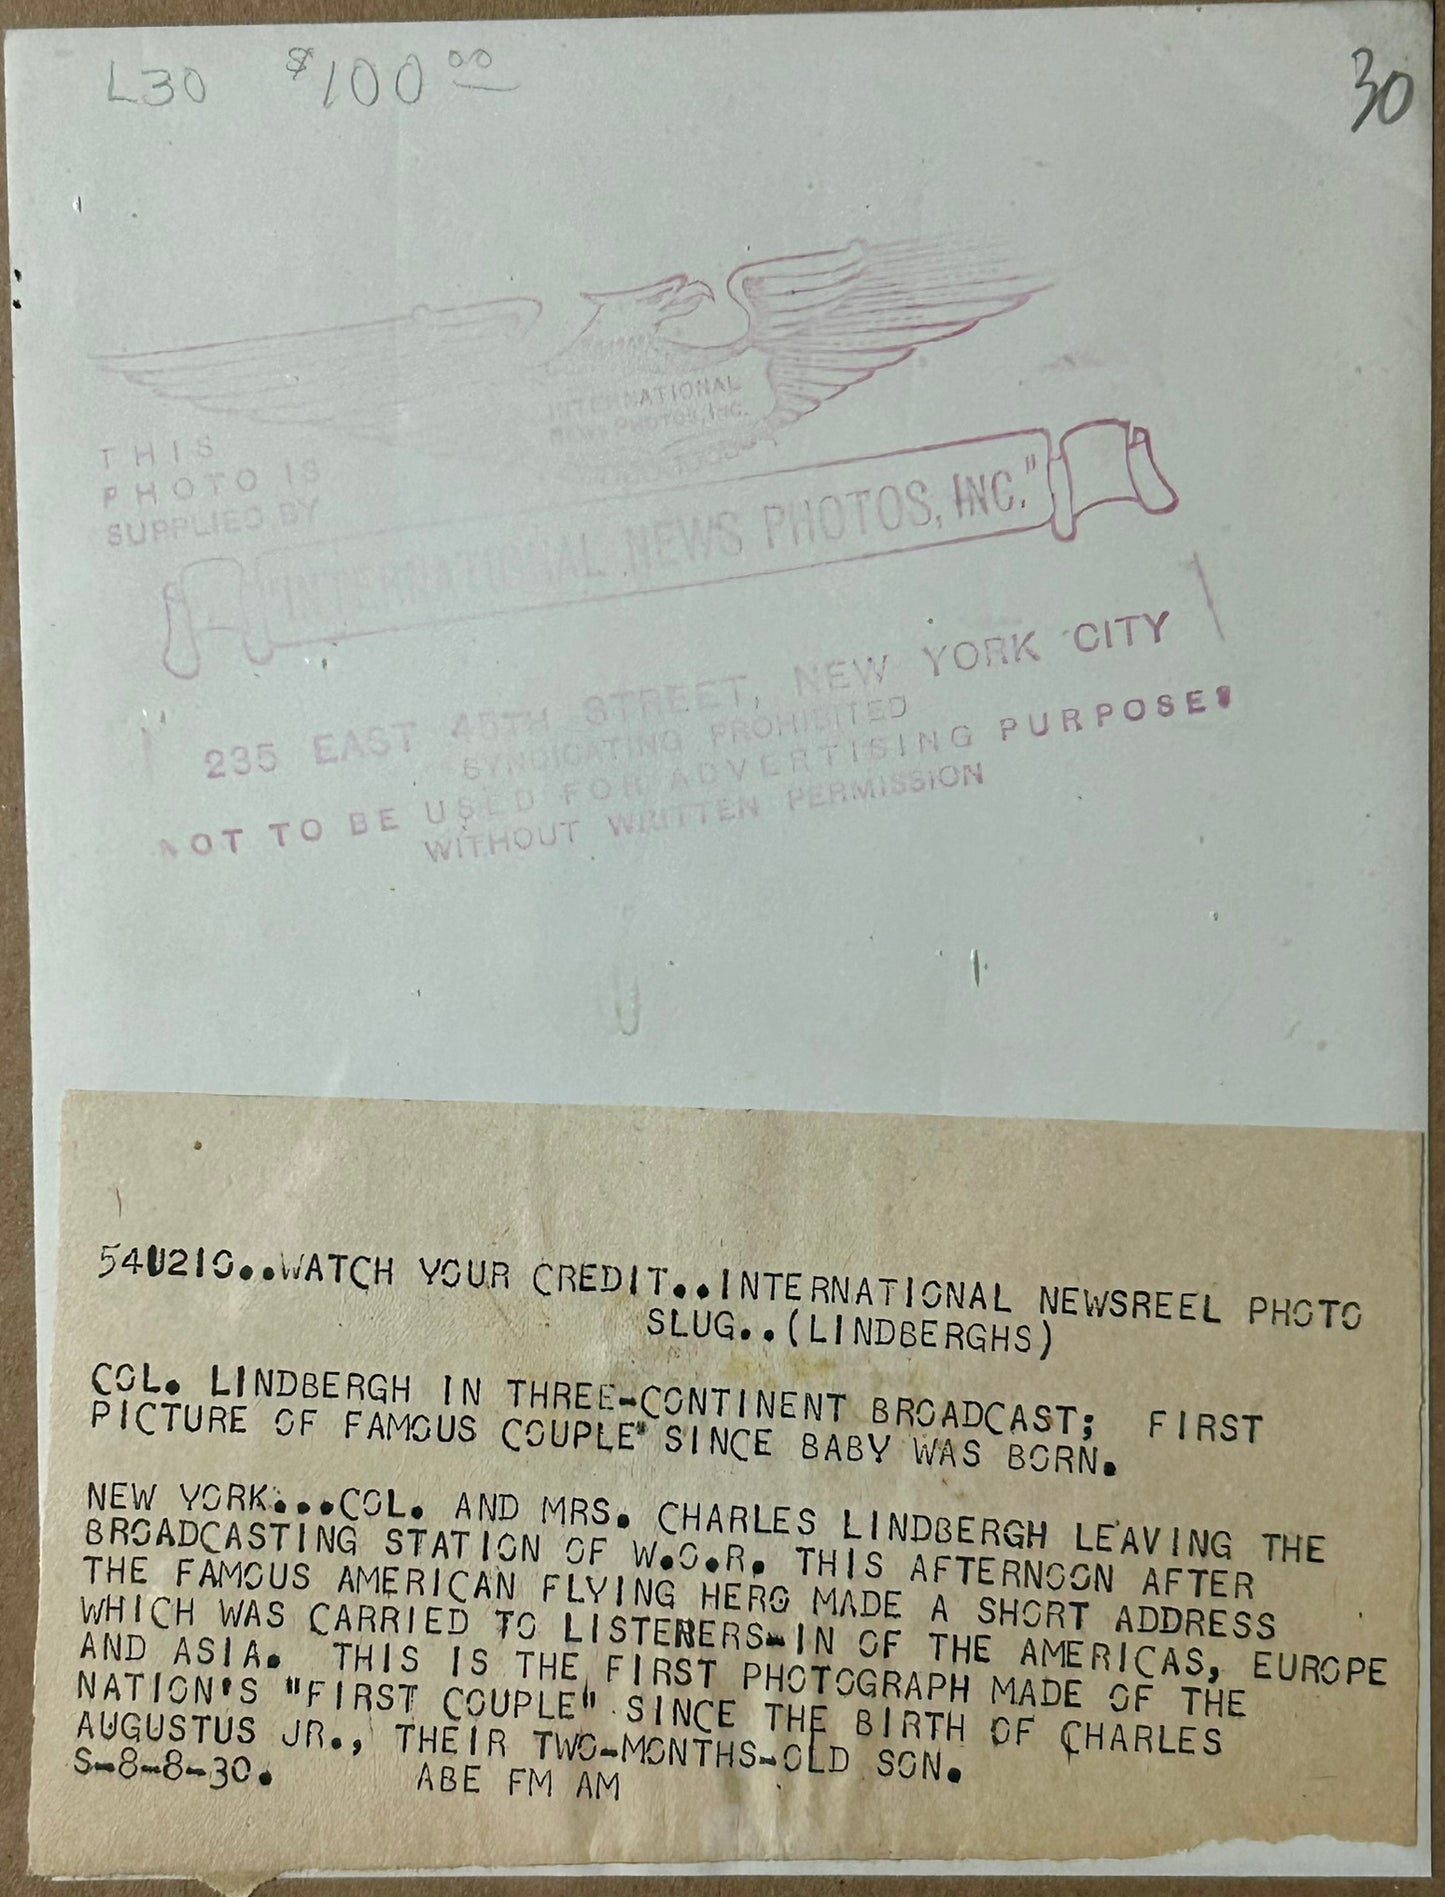 L30 $100.00
30
INTERNATIONAL
NEWS PHOTOS, INC.
THIS
PHOTO IS
SUPPLIED BY
"INTERNATIONAL NEWS PHOTOS, INC."
235 EAST 45TH STREET, NEW YORK CITY
SYNDICATING PROHIBITED
NOT TO BE USED FOR ADVERTISING PURPOSES
WITHOUT WRITTEN PERMISSION
54U210..WATCH YOUR CREDIT..INTERNATIONAL NEWSREEL PHOTO
SLUG..(LINDBERGHS)
COL. LINDBERGH IN THREE-CONTINENT BROADCAST; FIRST
PICTURE OF FAMOUS COUPLE" SINCE BABY WAS BORN.
NEW YORK...COL. AND MRS. CHARLES LINDBERGH LEAVING THE
BROADCASTING STATION OF W.O.R. THIS AFTERNOON AFTER
THE FAMOUS AMERICAN FLYING HERO MADE A SHORT ADDRESS
WHICH WAS CARRIED TO LISTENERS-IN OF THE AMERICAS, EUROPE
AND ASIA. THIS IS THE FIRST PHOTOGRAPH MADE OF THE
NATION'S "FIRST COUPLE" SINCE THE BIRTH OF CHARLES
AUGUSTUS JR., THEIR TWO-MONTHS-OLD SON.
S-8-8-30. ABE FM AM